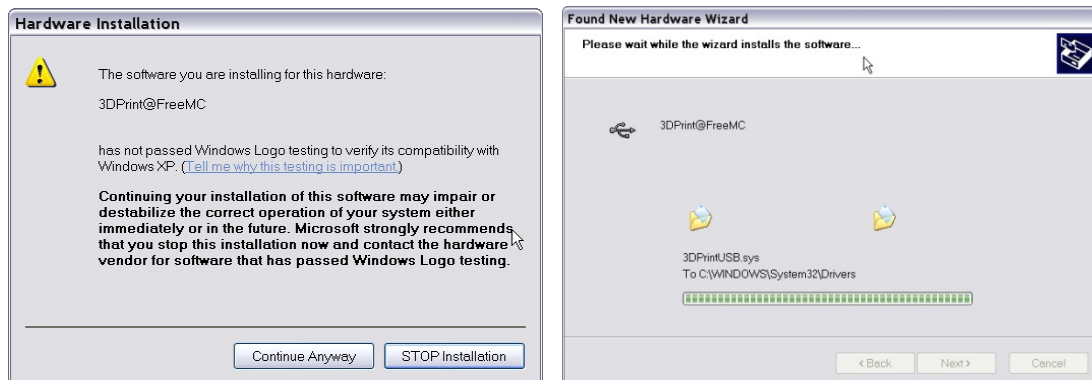 Hardware Installation
The software you are installing for this hardware:
3DPrint@FreeMC
has not passed Windows Logo testing to verify its compatibility with
Windows XP. (Tell me why this testing is important.)
Continuing your installation of this software may impair or
destabilize the correct operation of your system either
immediately or in the future. Microsoft strongly recommends
that you stop this installation now and contact the hardware
vendor for software that has passed Windows Logo testing.
Continue Anyway
STOP Installation
Found New Hardware Wizard
Please wait while the wizard installs the software...
3DPrint@FreeMC
3DPrintUSB.sys
To C:\WINDOWS\System32\Drivers
< Back
Next >
Cancel